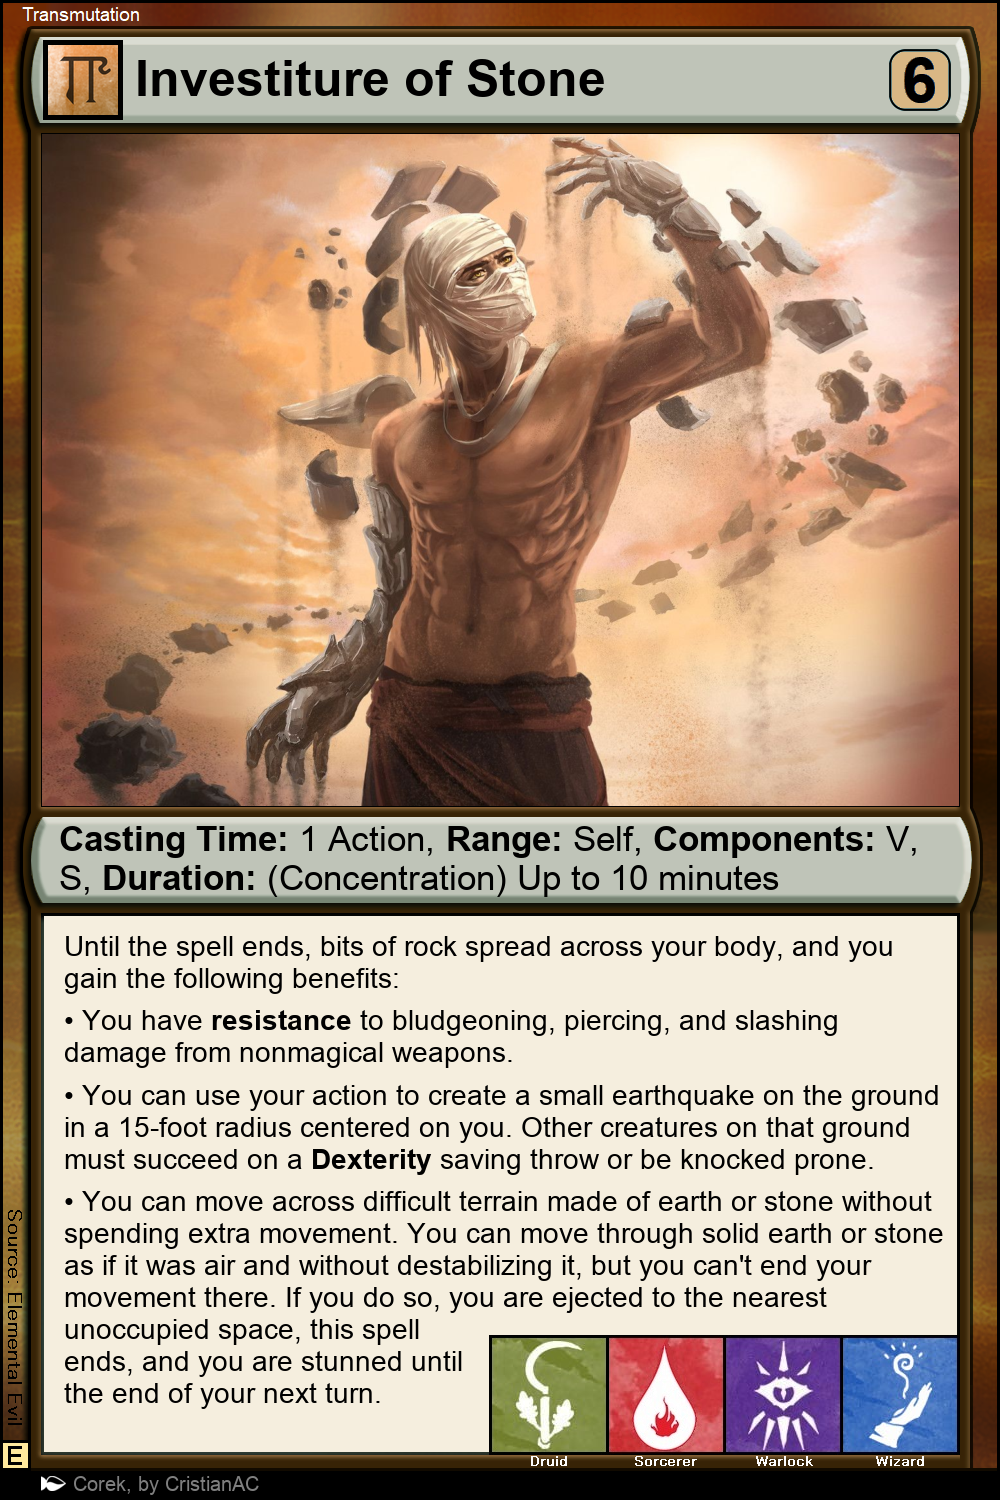 Transmutation
Investiture of Stone
6
Casting Time: 1 Action, Range: Self, Components: V,
S, Duration: (Concentration) Up to 10 minutes
Until the spell ends, bits of rock spread across your body, and you
gain the following benefits:
• You have resistance to bludgeoning, piercing, and slashing
damage from nonmagical weapons.
• You can use your action to create a small earthquake on the ground
in a 15-foot radius centered on you. Other creatures on that ground
must succeed on a Dexterity saving throw or be knocked prone.
• You can move across difficult terrain made of earth or stone without
spending extra movement. You can move through solid earth or stone
as if it was air and without destabilizing it, but you can't end your
movement there. If you do so, you are ejected to the nearest
unoccupied space, this spell
ends, and you are stunned until
the end of your next turn.
Druid
Sorcerer
Warlock
Wizard
Source: Elemental Evil
E
Corek, by CristianAC